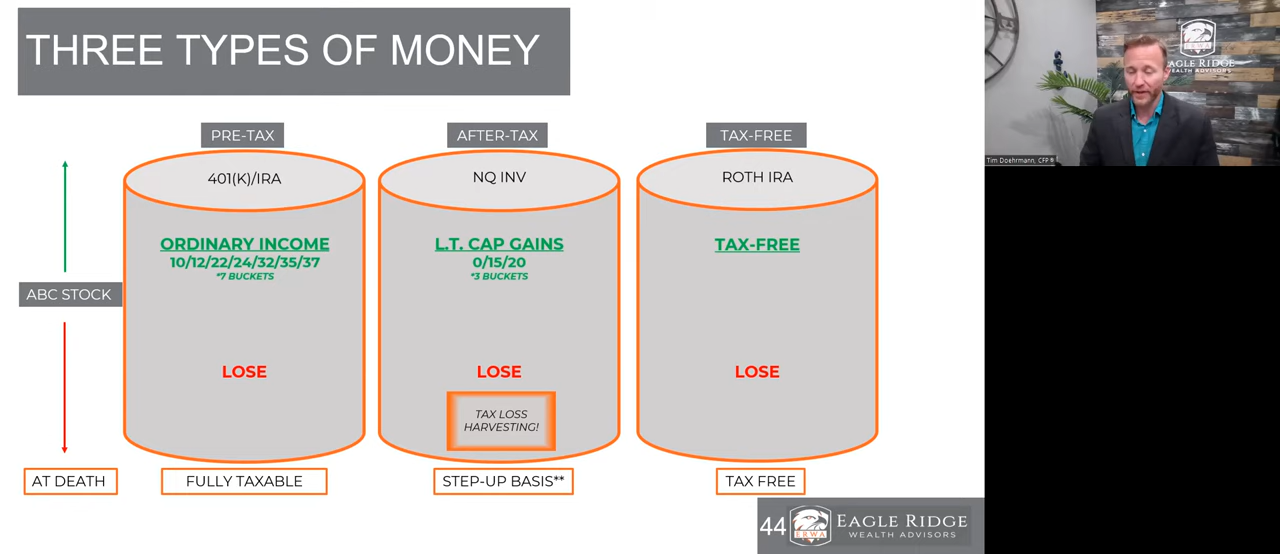 THREE TYPES OF MONEY
PRE-TAX
AFTER-TAX
TAX-FREE
401(K)/IRA
NQ INV
ROTH IRA
ORDINARY INCOME
10/12/22/24/32/35/37
*7 BUCKETS
L.T. CAP GAINS
0/15/20
*3 BUCKETS
TAX-FREE
ABC STOCK
LOSE
LOSE
LOSE
TAX LOSS
HARVESTING!
AT DEATH
FULLY TAXABLE
STEP-UP BASIS**
TAX FREE
44
ERWA
EAGLE RIDGE
WEALTH ADVISORS
ERWA
EAGLE RIDGE
WEALTH ADVISORS
Tim Doehrmann, CFP®